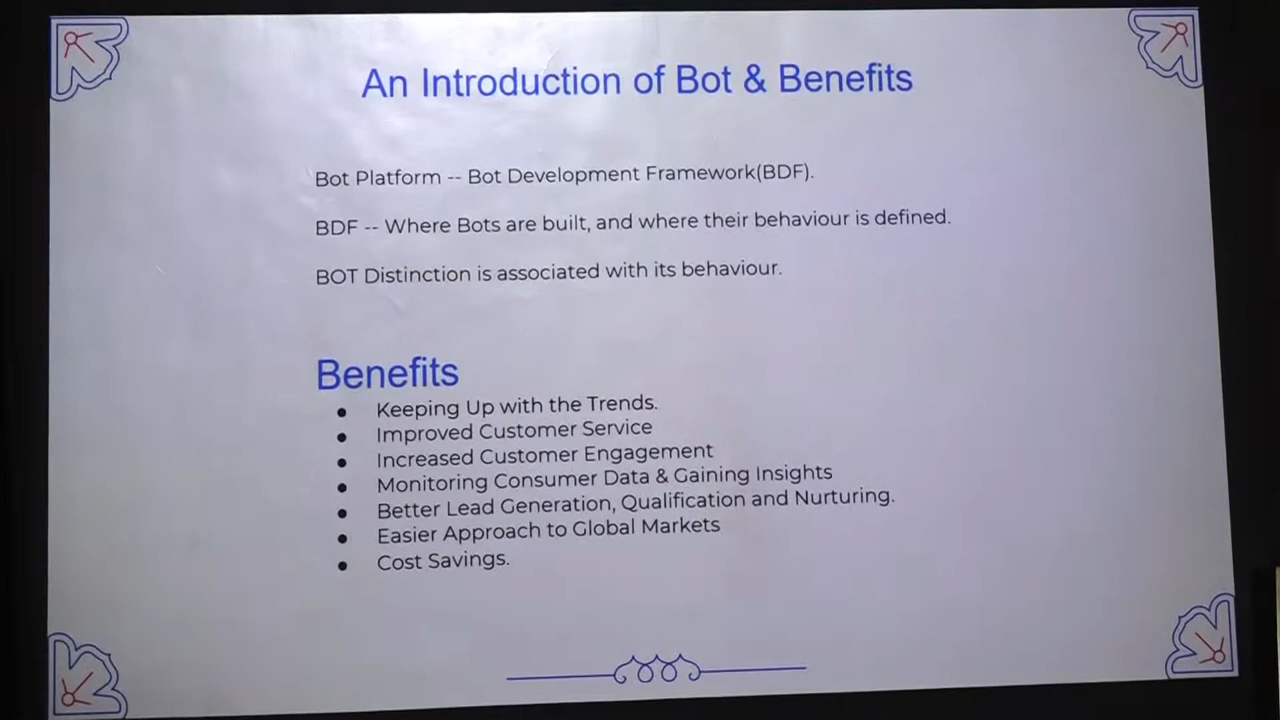 An Introduction of Bot & Benefits
Bot Platform -- Bot Development Framework(BDF).
BDF -- Where Bots are built, and where their behaviour is defined.
BOT Distinction is associated with its behaviour.
Benefits
● Keeping Up with the Trends.
● Improved Customer Service
● Increased Customer Engagement
● Monitoring Consumer Data & Gaining Insights
● Better Lead Generation, Qualification and Nurturing.
● Easier Approach to Global Markets
● Cost Savings.